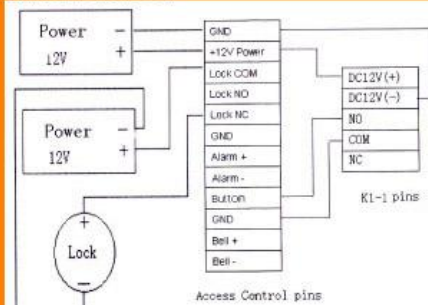 Power
-
+
12V
Power
-
+
12V
Lock
+
-
GND
+12V Power
Lock COM
Lock NO
Lock NC
GND
Alarm +
Alarm -
Button
GND
Bell +
Bell -
Access Control pins
DC12V(+)
DC12V(-)
NO
COM
NC
K1-1 pins